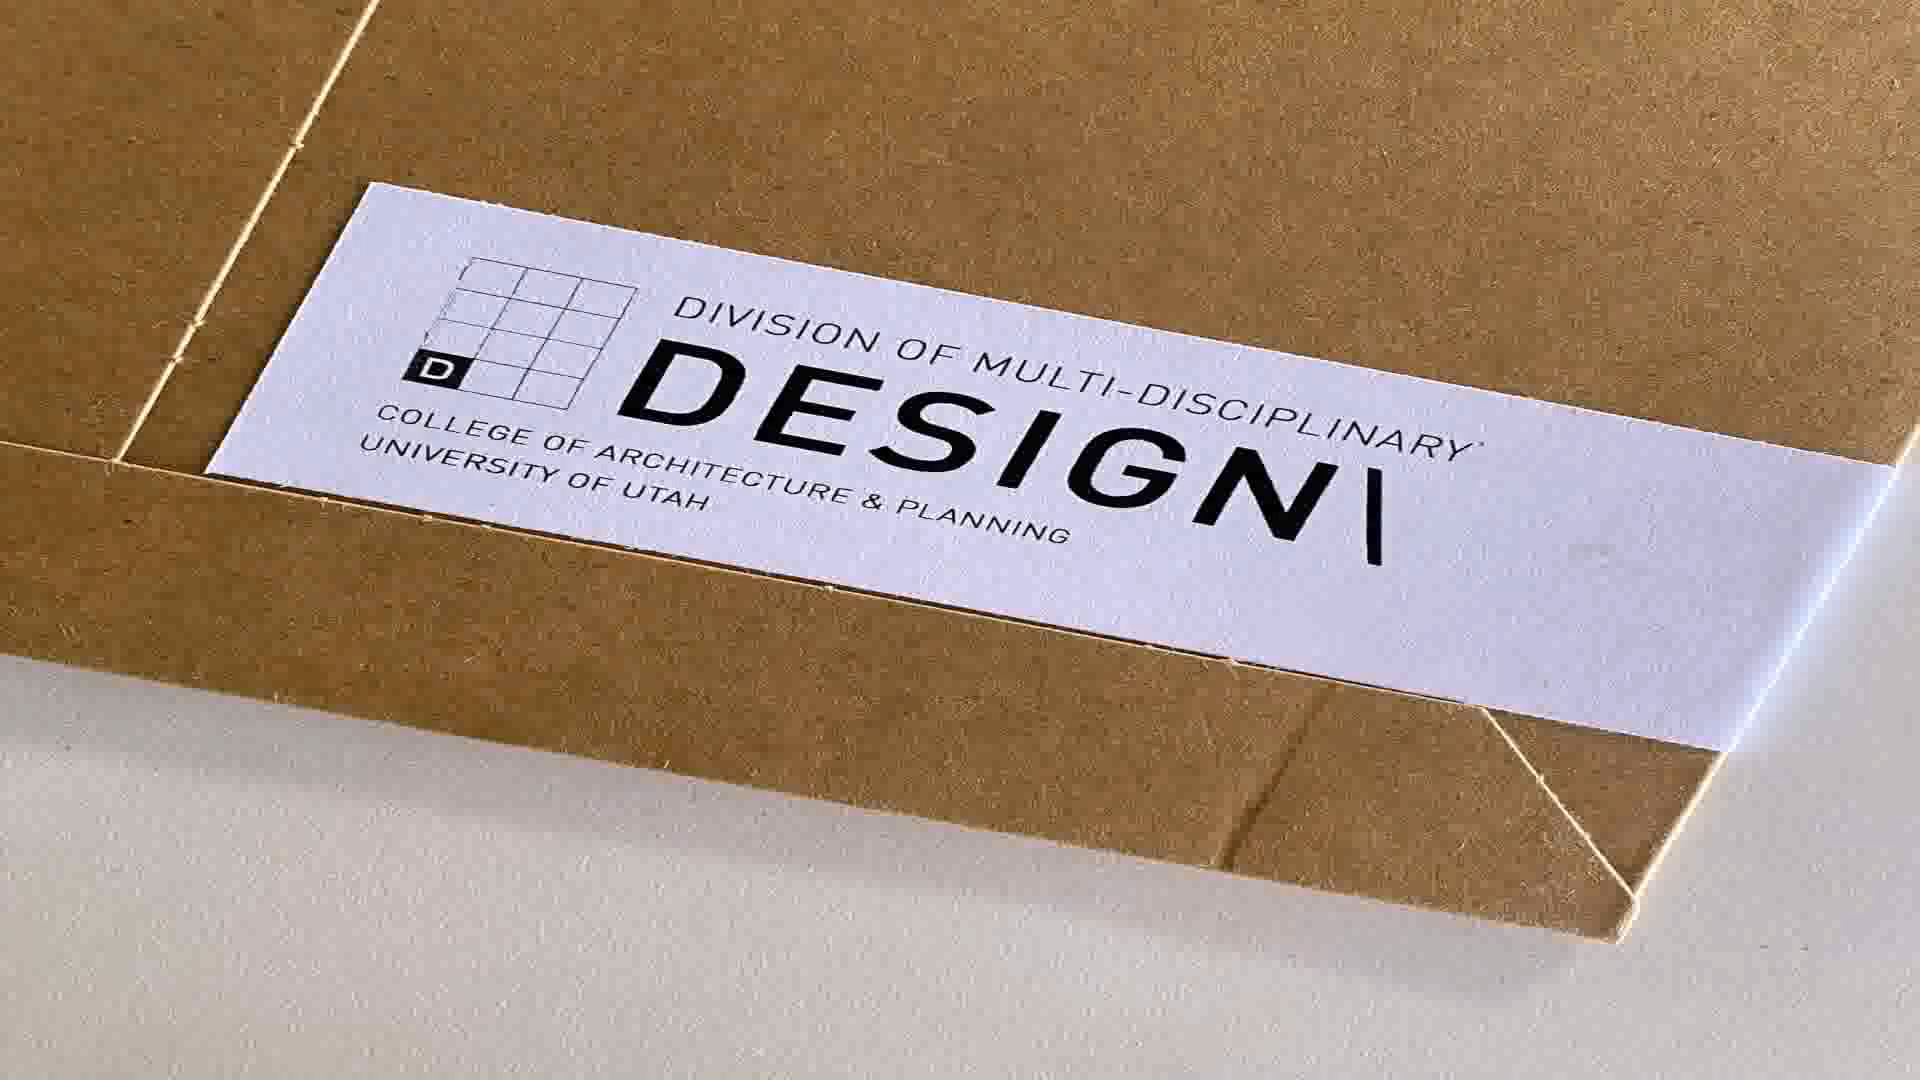 DIVISION OF MULTI-DISCIPLINARY
DESIGN\
D
COLLEGE OF ARCHITECTURE & PLANNING
UNIVERSITY OF UTAH